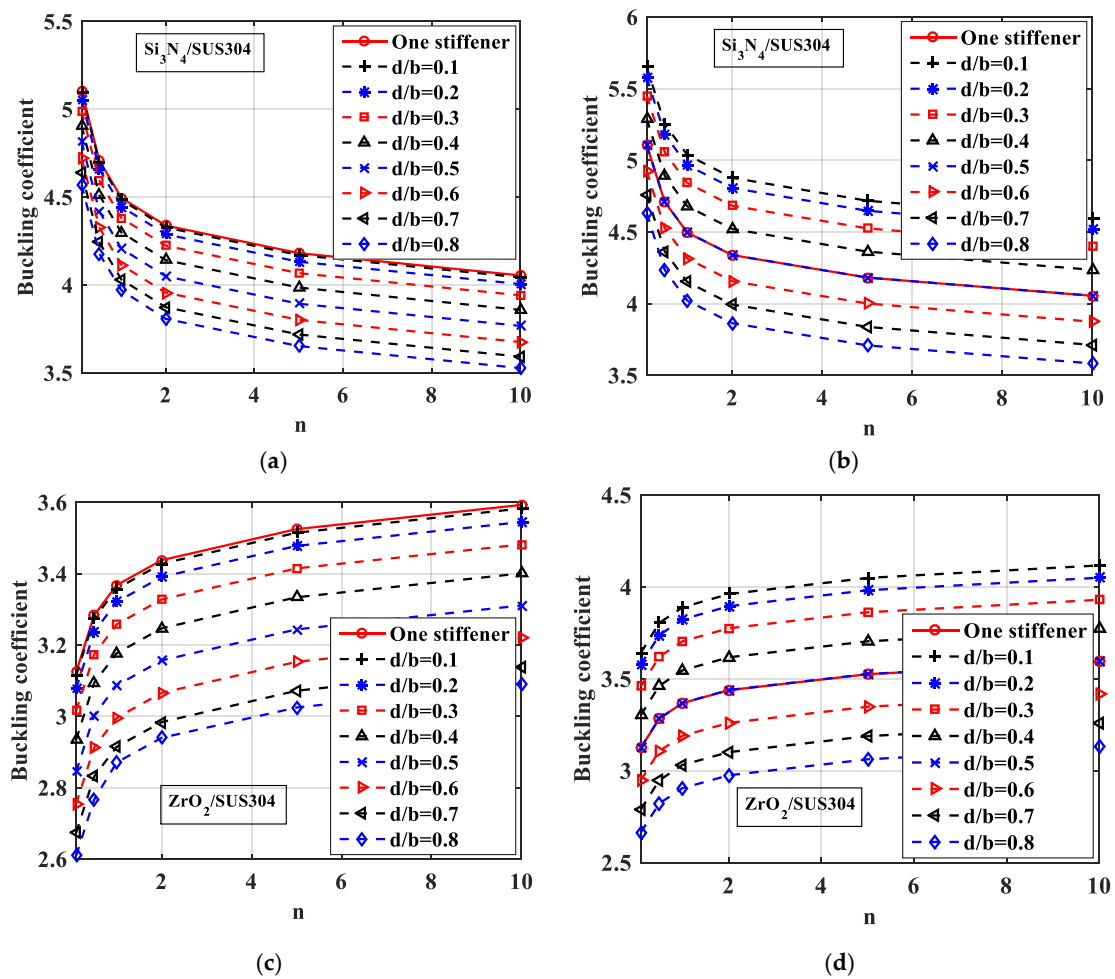 5.5
5
4.5
4
3.5
Buckling coefficient
Si₃N₄/SUS304
One stiffener
d/b=0.1
d/b=0.2
d/b=0.3
d/b=0.4
d/b=0.5
d/b=0.6
d/b=0.7
d/b=0.8
2 4 6 8 10
n
(a)
6
5.5
5
4.5
4
3.5
Buckling coefficient
Si₃N₄/SUS304
One stiffener
d/b=0.1
d/b=0.2
d/b=0.3
d/b=0.4
d/b=0.5
d/b=0.6
d/b=0.7
d/b=0.8
2 4 6 8 10
n
(b)
3.6
3.4
3.2
3.0
2.8
2.6
Buckling coefficient
One stiffener
d/b=0.1
d/b=0.2
d/b=0.3
d/b=0.4
d/b=0.5
d/b=0.6
d/b=0.7
d/b=0.8
ZrO₂/SUS304
2 4 6 8 10
n
(c)
4.5
4
3.5
3
2.5
Buckling coefficient
One stiffener
d/b=0.1
d/b=0.2
d/b=0.3
d/b=0.4
d/b=0.5
d/b=0.6
d/b=0.7
d/b=0.8
ZrO₂/SUS304
2 4 6 8 10
n
(d)